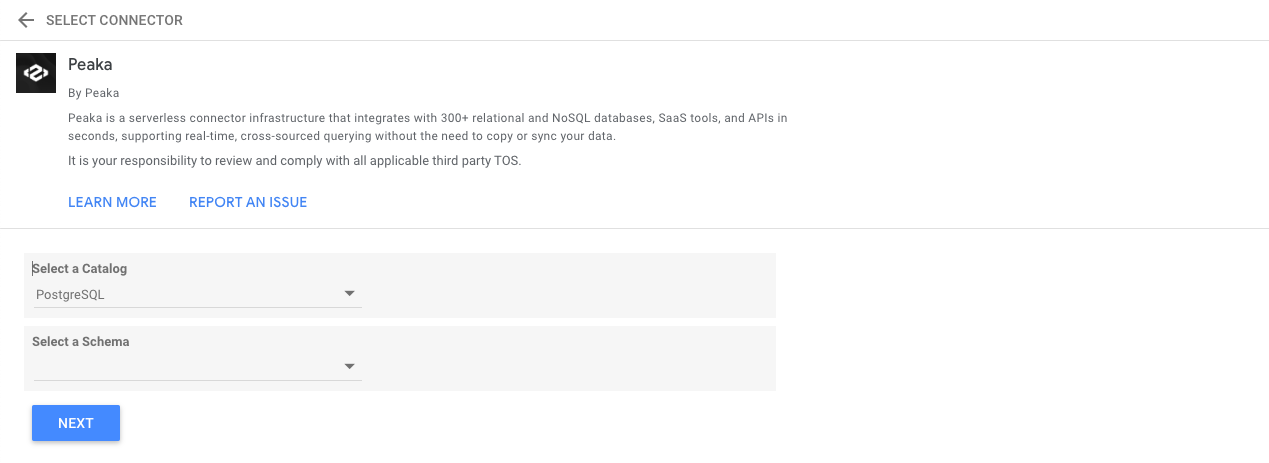 SELECT CONNECTOR
Peaka
By Peaka
Peaka is a serverless connector infrastructure that integrates with 300+ relational and NoSQL databases, SaaS tools, and APIs in
seconds, supporting real-time, cross-sourced querying without the need to copy or sync your data.
It is your responsibility to review and comply with all applicable third party TOS.
LEARN MORE REPORT AN ISSUE
Select a Catalog
PostgreSQL
Select a Schema
NEXT